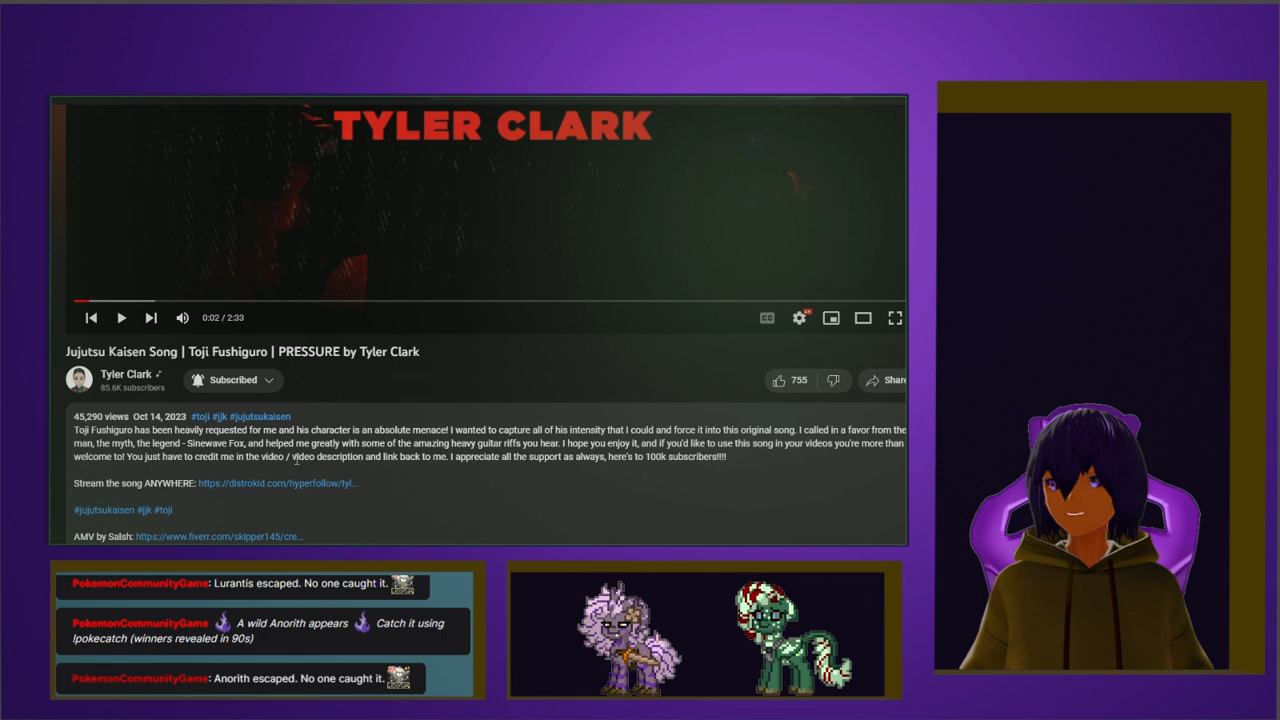 TYLER CLARK
0:02 / 2:33
CC
Jujutsu Kaisen Song | Toji Fushiguro | PRESSURE by Tyler Clark
Tyler Clark
85.6K subscribers
Subscribed
755
Share
45,290 views Oct 14, 2023 #toji #jjk #jujutsukaisen
Toji Fushiguro has been heavily requested for me and his character is an absolute menace! I wanted to capture all of his intensity that I could and force it into this original song. I called in a favor from the
man, the myth, the legend - Sinewave Fox, and helped me greatly with some of the amazing heavy guitar riffs you hear. I hope you enjoy it, and if you'd like to use this song in your videos you're more than
welcome to! You just have to credit me in the video / video description and link back to me. I appreciate all the support as always, here's to 100k subscribers!!!!
Stream the song ANYWHERE: https://distrokid.com/hyperfollow/tyl...
#jujutsukaisen #jjk #toji
AMV by Salsh: https://www.fiverr.com/skipper145/cre...
PokemonCommunityGame: Lurantis escaped. No one caught it.
PokemonCommunityGame A wild Anorith appears Catch it using
!pokecatch (winners revealed in 90s)
PokemonCommunityGame: Anorith escaped. No one caught it.